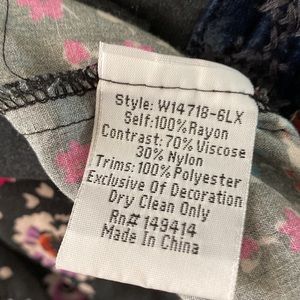 Style: W14718-6LX
Self:100%Rayon
Contrast: 70% Viscose
30% Nylon
Trims: 100% Polyester
Exclusive Of Decoration
Dry Clean Only
Rn# 149414
Made In China